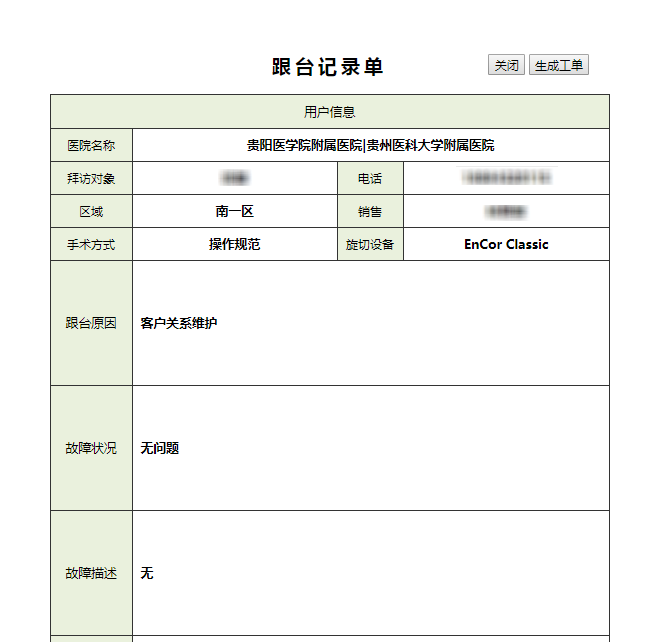 跟台记录单
关闭 生成工单
用户信息
医院名称 贵阳医学院附属医院|贵州医科大学附属医院
拜访对象 电话
区域 南一区 销售
手术方式 操作规范 旋切设备 EnCor Classic
跟台原因 客户关系维护
故障状况 无问题
故障描述 无